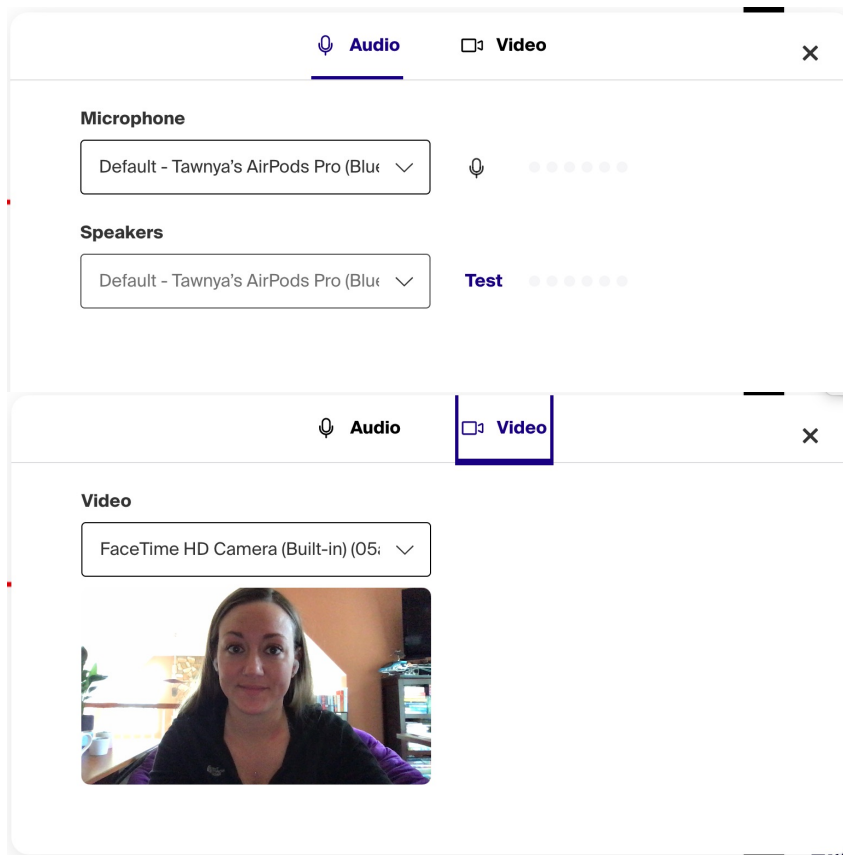 Audio
Video
Microphone
Default - Tawnya's AirPods Pro (Blue
Speakers
Default - Tawnya's AirPods Pro (Blue
Test
Audio
Video
Video
FaceTime HD Camera (Built-in) (05a